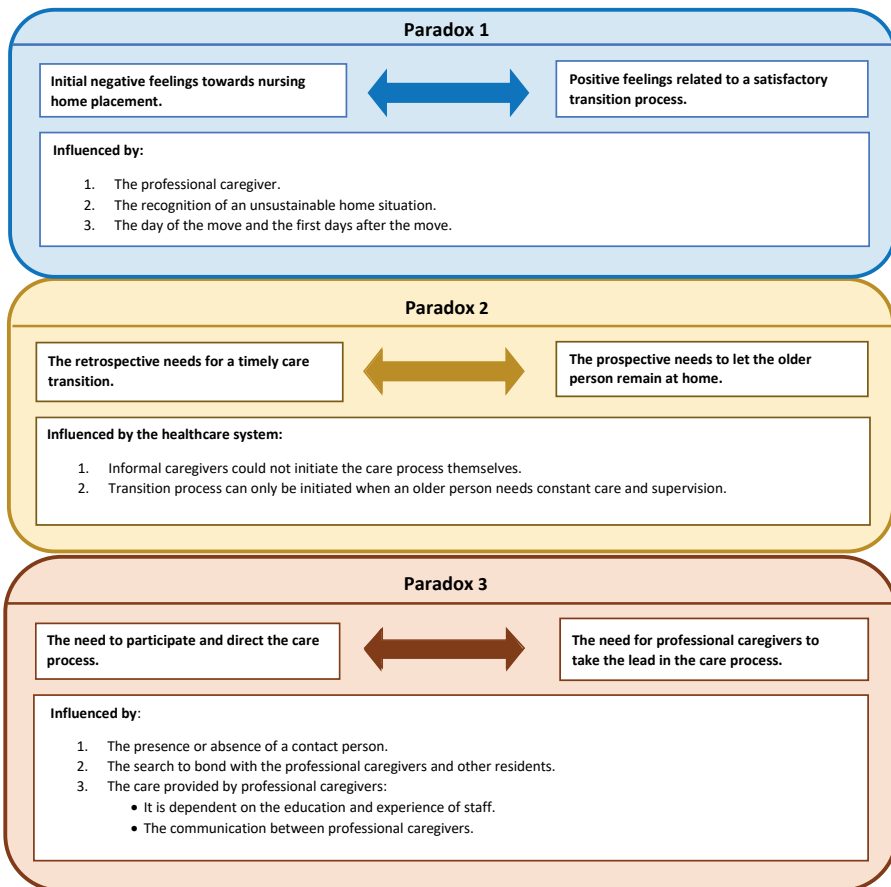 Paradox 1
Initial negative feelings towards nursing
home placement.
Positive feelings related to a satisfactory
transition process.
Influenced by:
1. The professional caregiver.
2. The recognition of an unsustainable home situation.
3. The day of the move and the first days after the move.
Paradox 2
The retrospective needs for a timely care
transition.
The prospective needs to let the older
person remain at home.
Influenced by the healthcare system:
1. Informal caregivers could not initiate the care process themselves.
2. Transition process can only be initiated when an older person needs constant care and supervision.
Paradox 3
The need to participate and direct the care
process.
The need for professional caregivers to
take the lead in the care process.
Influenced by:
1. The presence or absence of a contact person.
2. The search to bond with the professional caregivers and other residents.
3. The care provided by professional caregivers:
• It is dependent on the education and experience of staff.
• The communication between professional caregivers.